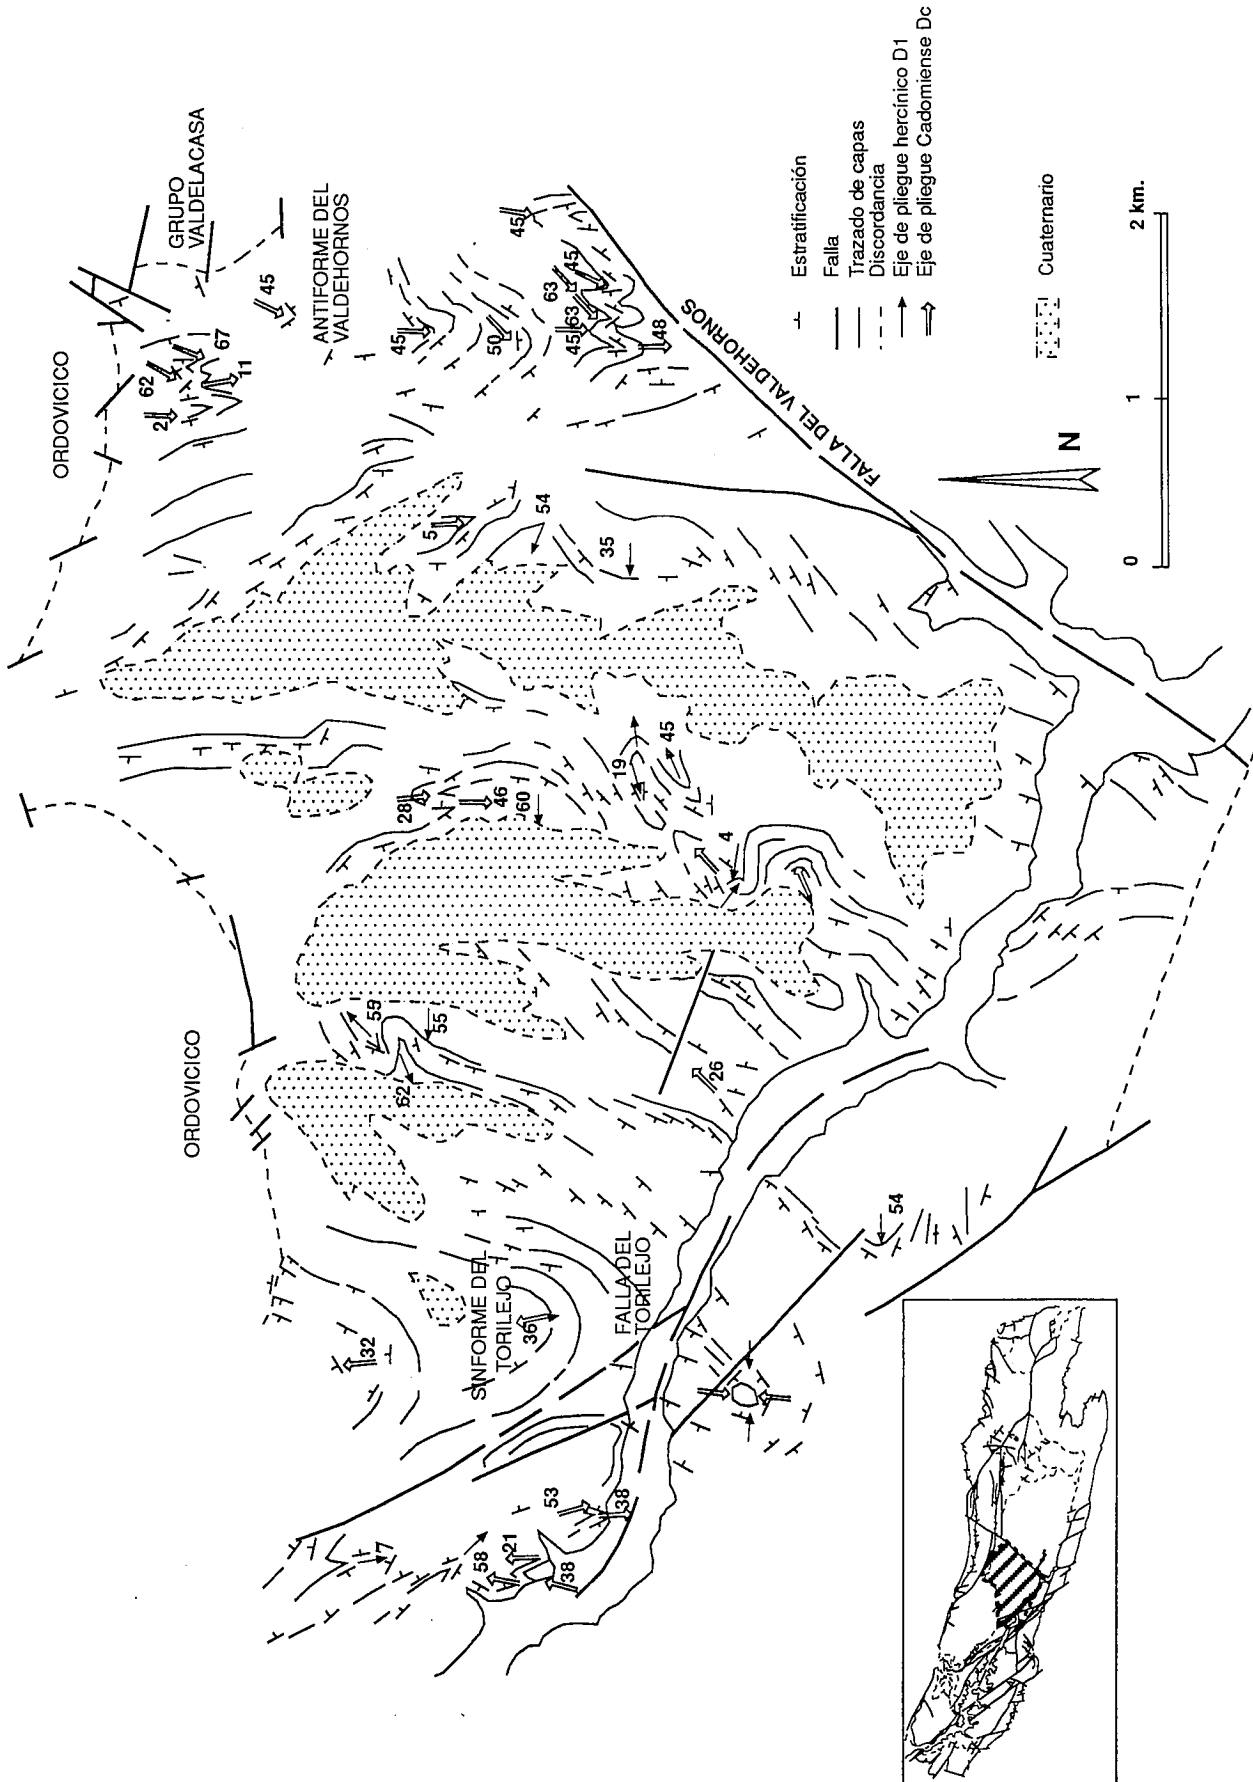 ORDOVICICO
ORDOVICICO
GRUPO
VALDELACASA
ANTIFORME DEL
VALDEHORNOS
SINFORME DEL
TORILEJO
FALLA DEL
TORILEJO
FALLA DEL VALDEHORNOS
2
62
67
11
45
45
50
45
63
63
45
45
48
5
54
35
28
46
60
19
45
4
59
55
62
26
32
36
7
58
21
38
53
38
54
Estratificación
Falla
Trazado de capas
Discordancia
Eje de pliegue hercínico D1
Eje de pliegue Cadomiense Dc
Cuaternario
N
0
1
2 km.